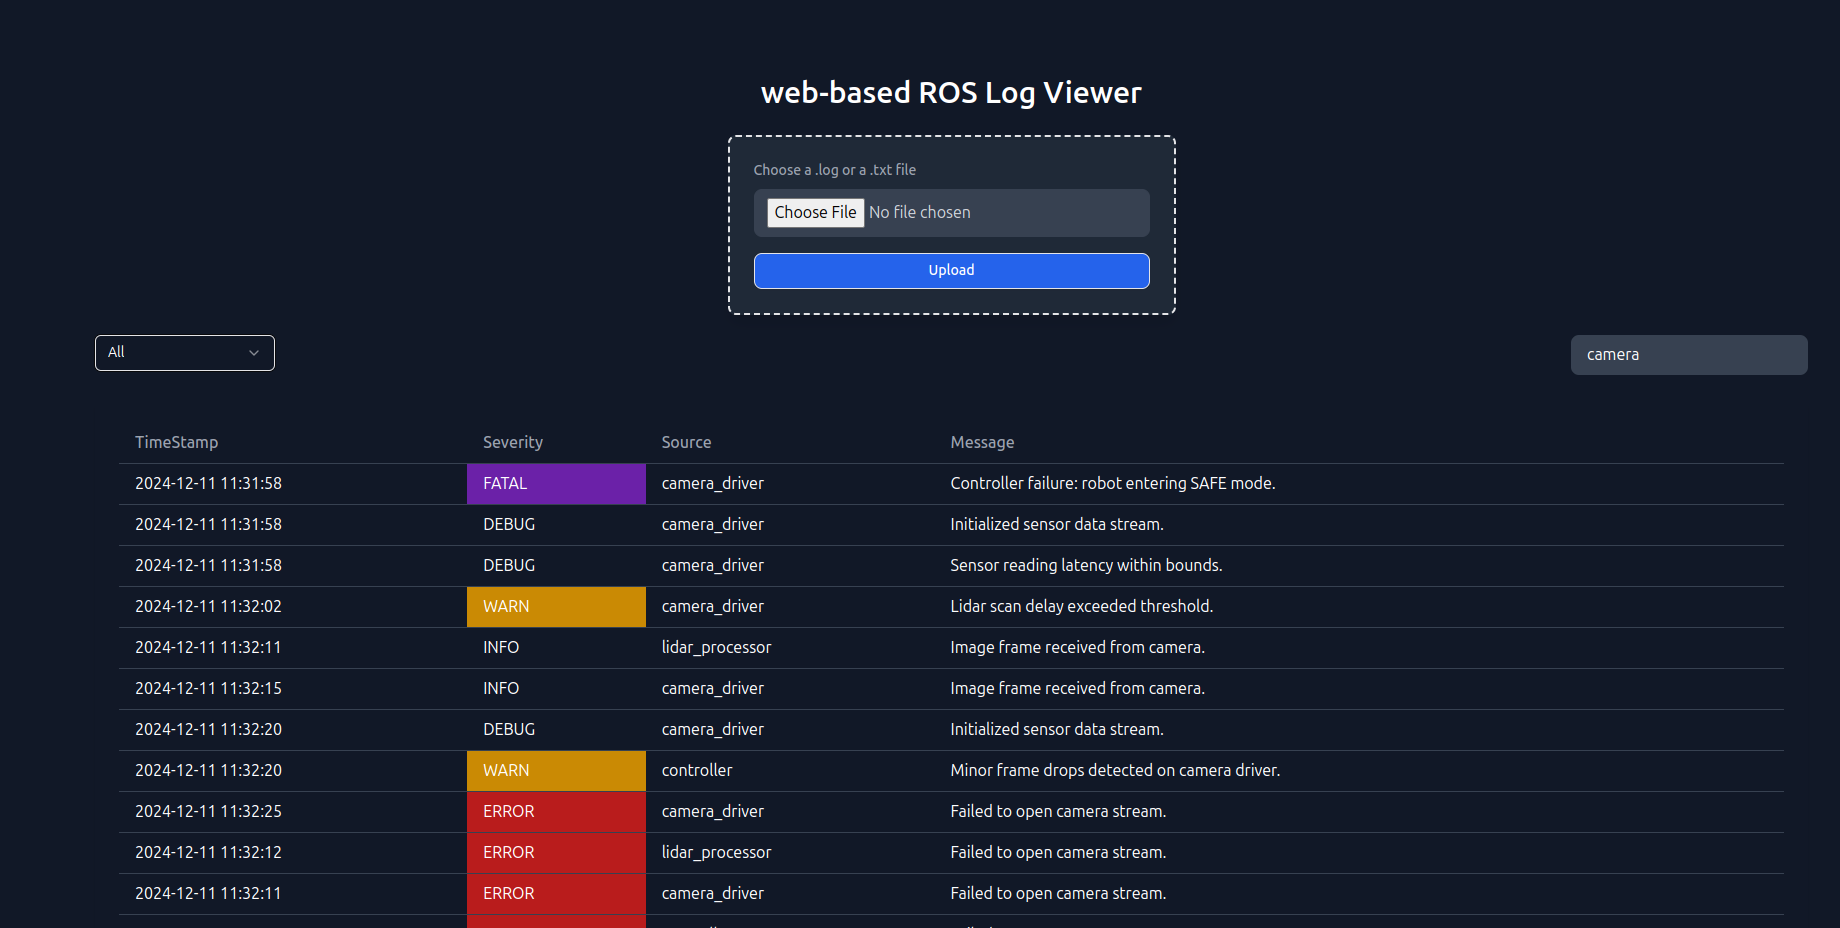 web-based ROS Log Viewer
Choose a .log or a .txt file
Choose File No file chosen
Upload
All
camera
TimeStamp Severity Source Message
2024-12-11 11:31:58 FATAL camera_driver Controller failure: robot entering SAFE mode.
2024-12-11 11:31:58 DEBUG camera_driver Initialized sensor data stream.
2024-12-11 11:31:58 DEBUG camera_driver Sensor reading latency within bounds.
2024-12-11 11:32:02 WARN camera_driver Lidar scan delay exceeded threshold.
2024-12-11 11:32:11 INFO lidar_processor Image frame received from camera.
2024-12-11 11:32:15 INFO camera_driver Image frame received from camera.
2024-12-11 11:32:20 DEBUG camera_driver Initialized sensor data stream.
2024-12-11 11:32:20 WARN controller Minor frame drops detected on camera driver.
2024-12-11 11:32:25 ERROR camera_driver Failed to open camera stream.
2024-12-11 11:32:12 ERROR lidar_processor Failed to open camera stream.
2024-12-11 11:32:11 ERROR camera_driver Failed to open camera stream.